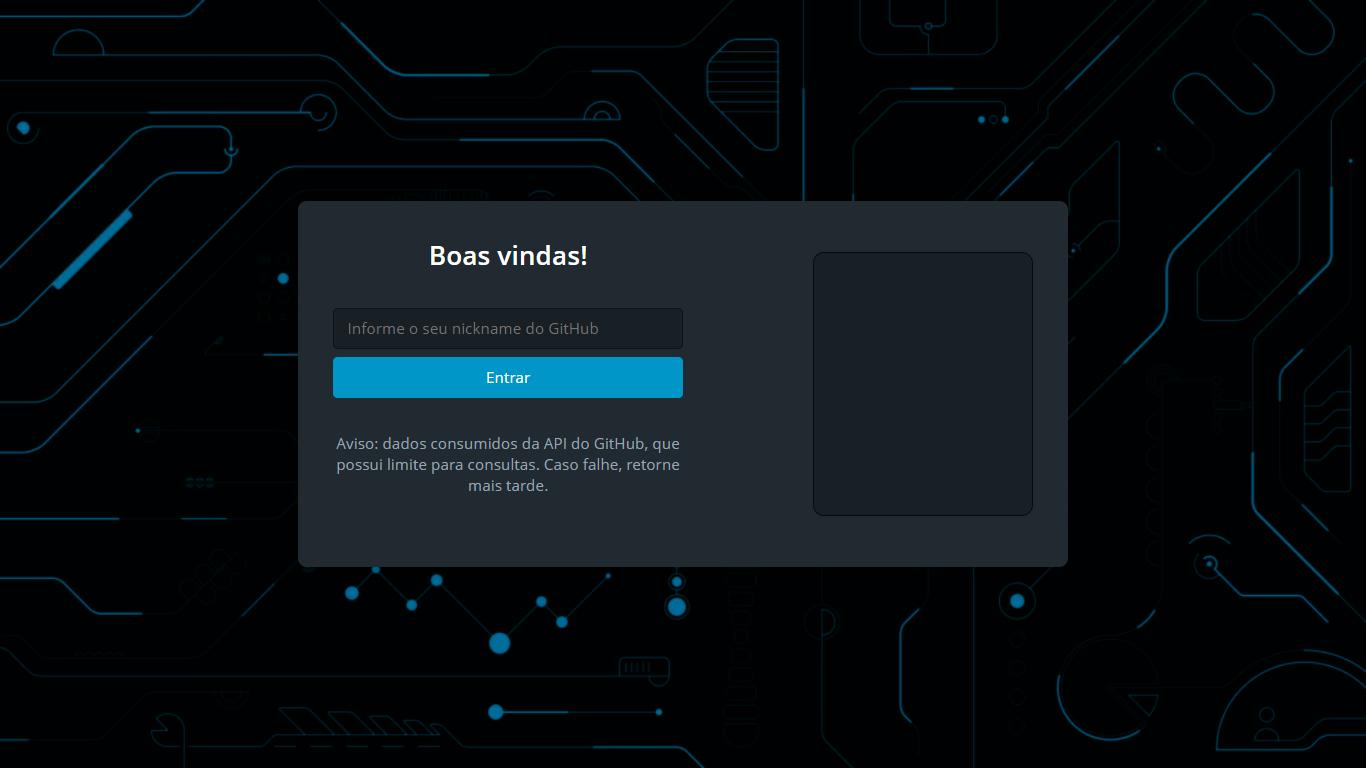 Boas vindas!
Informe o seu nickname do GitHub
Entrar
Aviso: dados consumidos da API do GitHub, que
possui limite para consultas. Caso falhe, retorne
mais tarde.